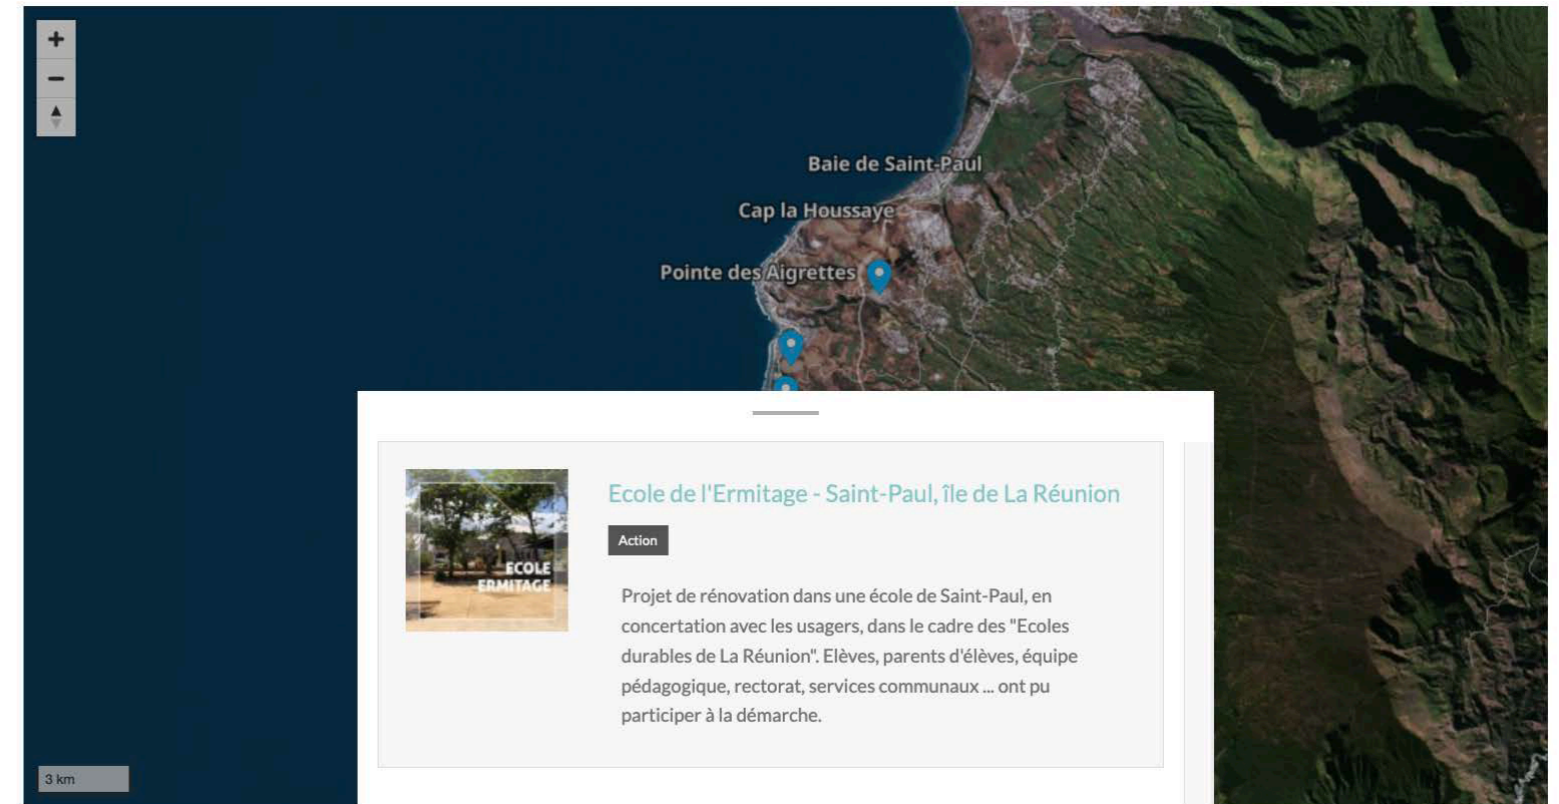 +
−
Baie de Saint-Paul
Cap la Houssaye
Pointe des Aigrettes
Ecole de l'Ermitage - Saint-Paul, île de La Réunion
Action
ECOLE
ERMITAGE
Projet de rénovation dans une école de Saint-Paul, en
concertation avec les usagers, dans le cadre des "Ecoles
durables de La Réunion". Elèves, parents d'élèves, équipe
pédagogique, rectorat, services communaux ... ont pu
participer à la démarche.
3 km